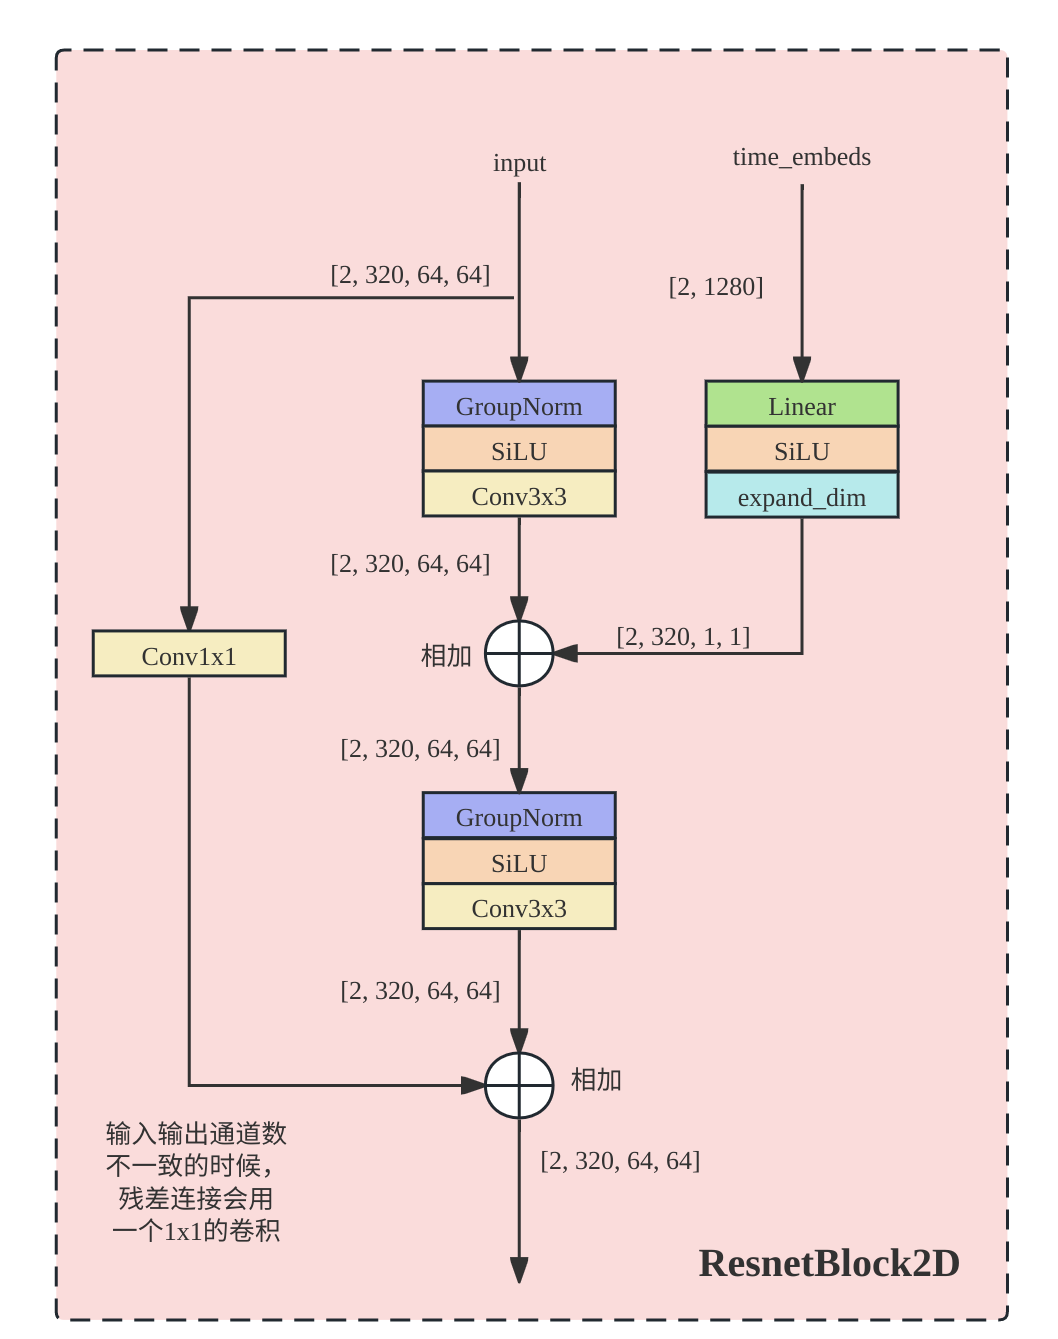 input
time_embeds
[2, 320, 64, 64]
[2, 1280]
GroupNorm
SiLU
Conv3x3
Linear
SiLU
expand_dim
[2, 320, 64, 64]
[2, 320, 1, 1]
相加
Conv1x1
[2, 320, 64, 64]
GroupNorm
SiLU
Conv3x3
[2, 320, 64, 64]
相加
输入输出通道数
不一致的时候，
残差连接会用
一个1x1的卷积
[2, 320, 64, 64]
ResnetBlock2D